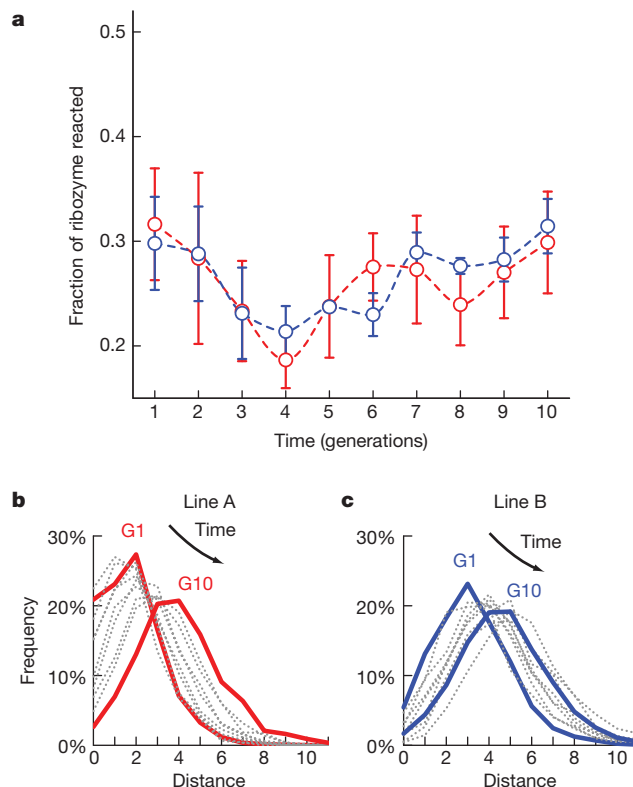 a
0.5
0.4
0.3
0.2
Fraction of ribozyme reacted
1 2 3 4 5 6 7 8 9 10
Time (generations)
b
Line A
G1
Time
G10
30%
20%
10%
0%
Frequency
0 2 4 6 8 10
Distance
c
Line B
G1
Time
G10
30%
20%
10%
0%
0 2 4 6 8 10
Distance